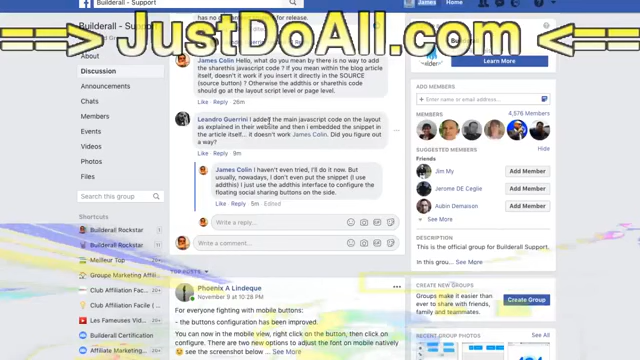 Builderall - Support
James
Home
Builderall - Support
==> JustDoAll.com <==
About
Discussion
Announcements
Chats
Members
Events
Videos
Photos
Search this group
Shortcuts
Builderall Rockstar 1
Builderall Rockstar
Meilleur Top
Groupe Marketing Affili...
Club Affiliation Facile
Club Affiliation Facile (
Les Fameuses Vidéos
Builderall Certification
Affiliate Marketing
James Colin Hello, what do you mean by there is no way to add
the sharethis javascript code? If you mean within the blog article
itself, doesn't work if you insert it directly in the SOURCE
(source button) ? Otherwise the addthis or sharethis code
should go at the layout script level or page level.
Like · Reply · 26m
Leandro Guerrini I added the main javascript code on the layout
as explained in their website and then i embedded the snippet in
the article itself... it doesn't work James Colin. Did you figure out
a way?
Like · Reply · 9m
James Colin I haven't even tried, I'll do it now. But
usually, nowadays, I don't even put the snippet (I use
addthis) I just use the addthis interface to configure the
floating social sharing buttons on the side.
Like · Reply · 5m · Edited
Write a reply...
Write a comment...
TOP POSTS
Phoenix A Lindeque
November 9 at 10:28 PM
For everyone fighting with mobile buttons:
- the buttons configuration has been improved.
You can now in the mobile view, right click on the button, then click on
configure. There are two new options to adjust the font on mobile natively
see the screenshot below ... See More
Learn More
ADD MEMBERS
Enter name or email address...
MEMBERS
4,576 Members
SUGGESTED MEMBERS
Hide
Friends
Jim My
Add Member
Jerome DE Ceglie
Add Member
Aubin Demaison
Add Member
See More
DESCRIPTION
This is the official group for Builderall Support.
In this grou... See More
CREATE NEW GROUPS
Groups make it easier than
ever to share with friends,
family and teammates.
Create Group
RECENT GROUP PHOTOS
See All